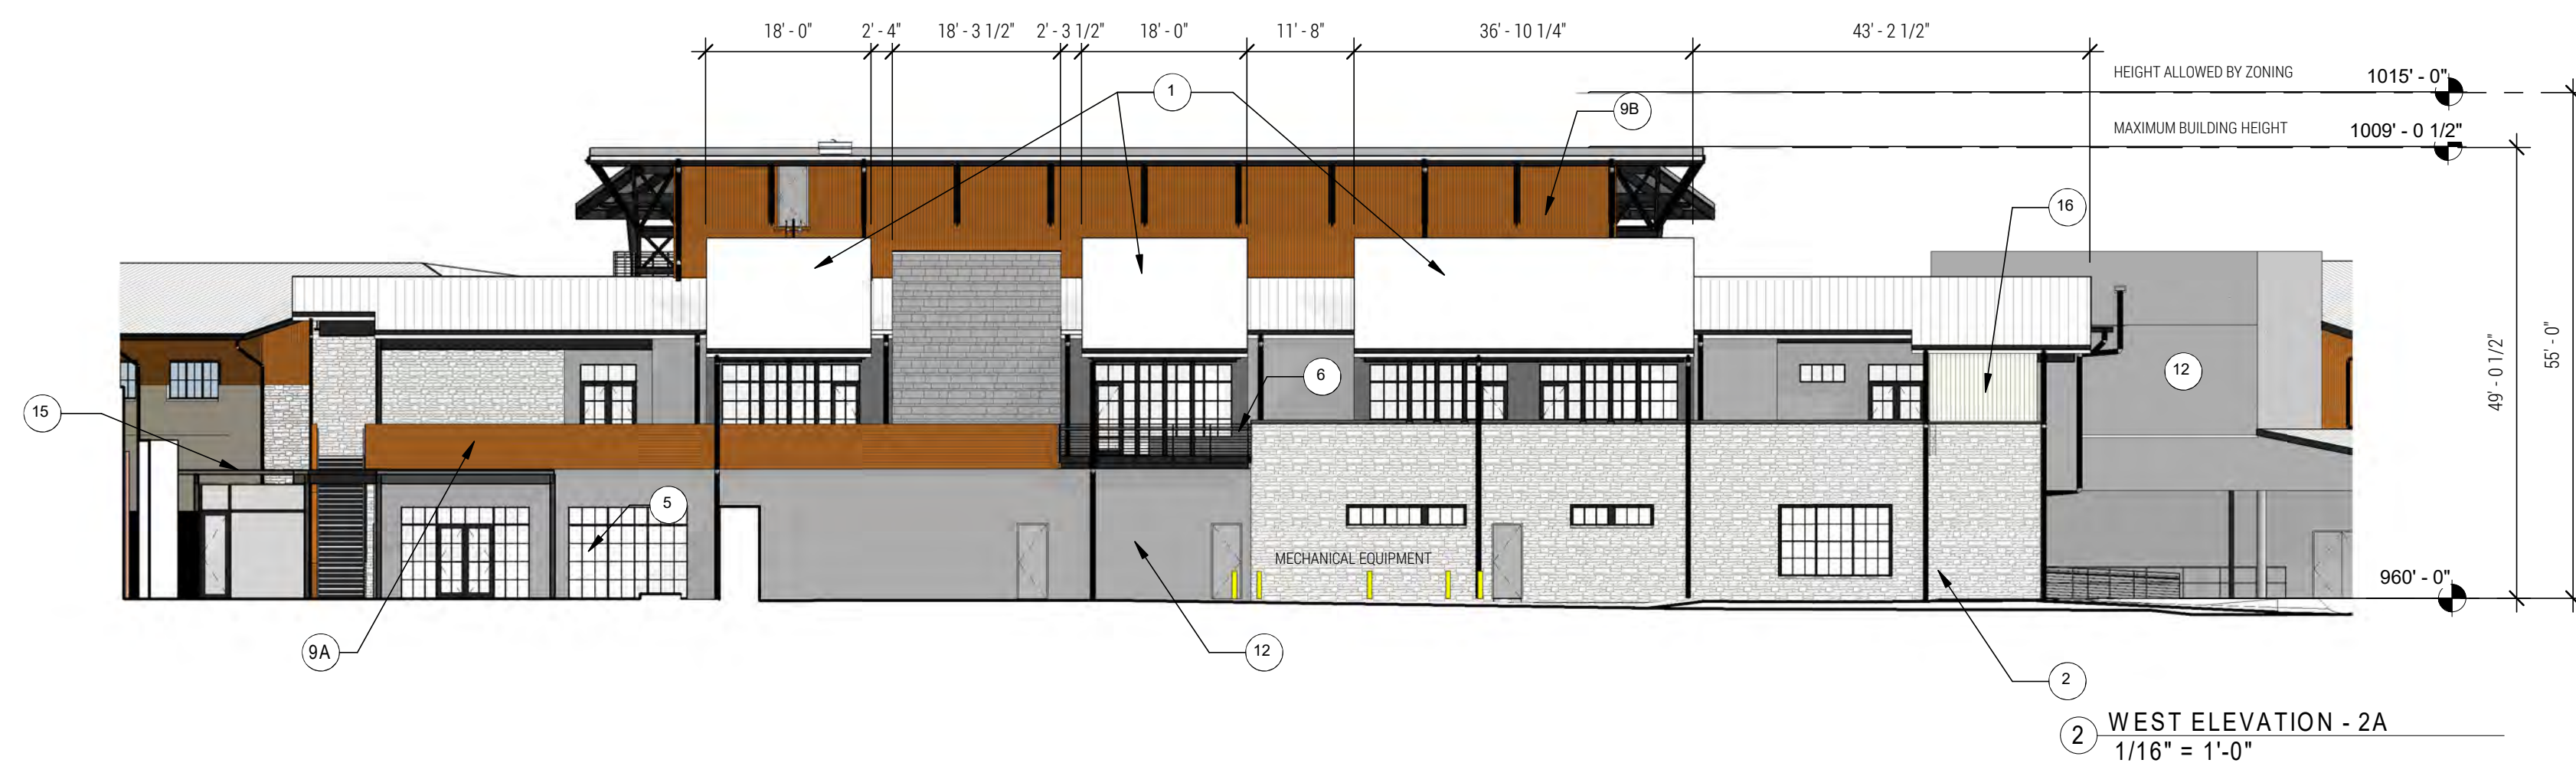 18' - 0" 2' - 4" 18' - 3 1/2" 2' - 3 1/2" 18' - 0" 11' - 8" 36' - 10 1/4" 43' - 2 1/2"
HEIGHT ALLOWED BY ZONING 1015' - 0"
1
9B
MAXIMUM BUILDING HEIGHT 1009' - 0 1/2"
16
55' - 0"
49' - 0 1/2"
6
12
15
5
MECHANICAL EQUIPMENT
960' - 0"
9A
12
2
2 WEST ELEVATION - 2A
1/16" = 1'-0"